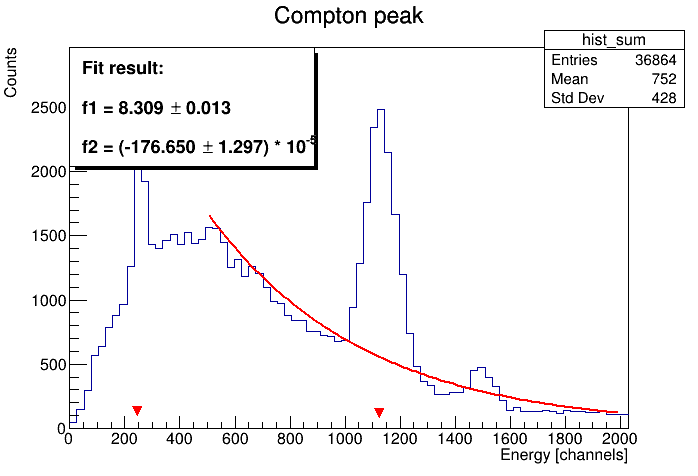 Compton peak
hist_sum
Entries 36864
Mean 752
Std Dev 428
Fit result:
f1 = 8.309 ± 0.013
f2 = (-176.650 ± 1.297) * 10-5
Counts
2500
2000
1500
1000
500
0
0 200 400 600 800 1000 1200 1400 1600 1800 2000
Energy [channels]